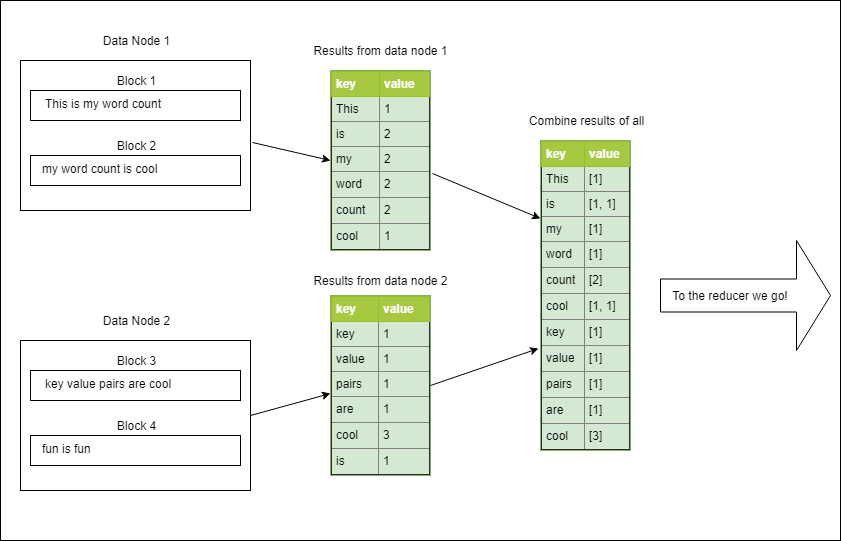 Data Node 1
Block 1
This is my word count
Block 2
my word count is cool
Results from data node 1
key value
This 1
is 2
my 2
word 2
count 2
cool 1
Data Node 2
Block 3
key value pairs are cool
Block 4
fun is fun
Results from data node 2
key value
key 1
value 1
pairs 1
are 1
cool 3
is 1
Combine results of all
key value
This [1]
is [1, 1]
my [1]
word [1]
count [2]
cool [1, 1]
key [1]
value [1]
pairs [1]
are [1]
cool [3]
To the reducer we go!